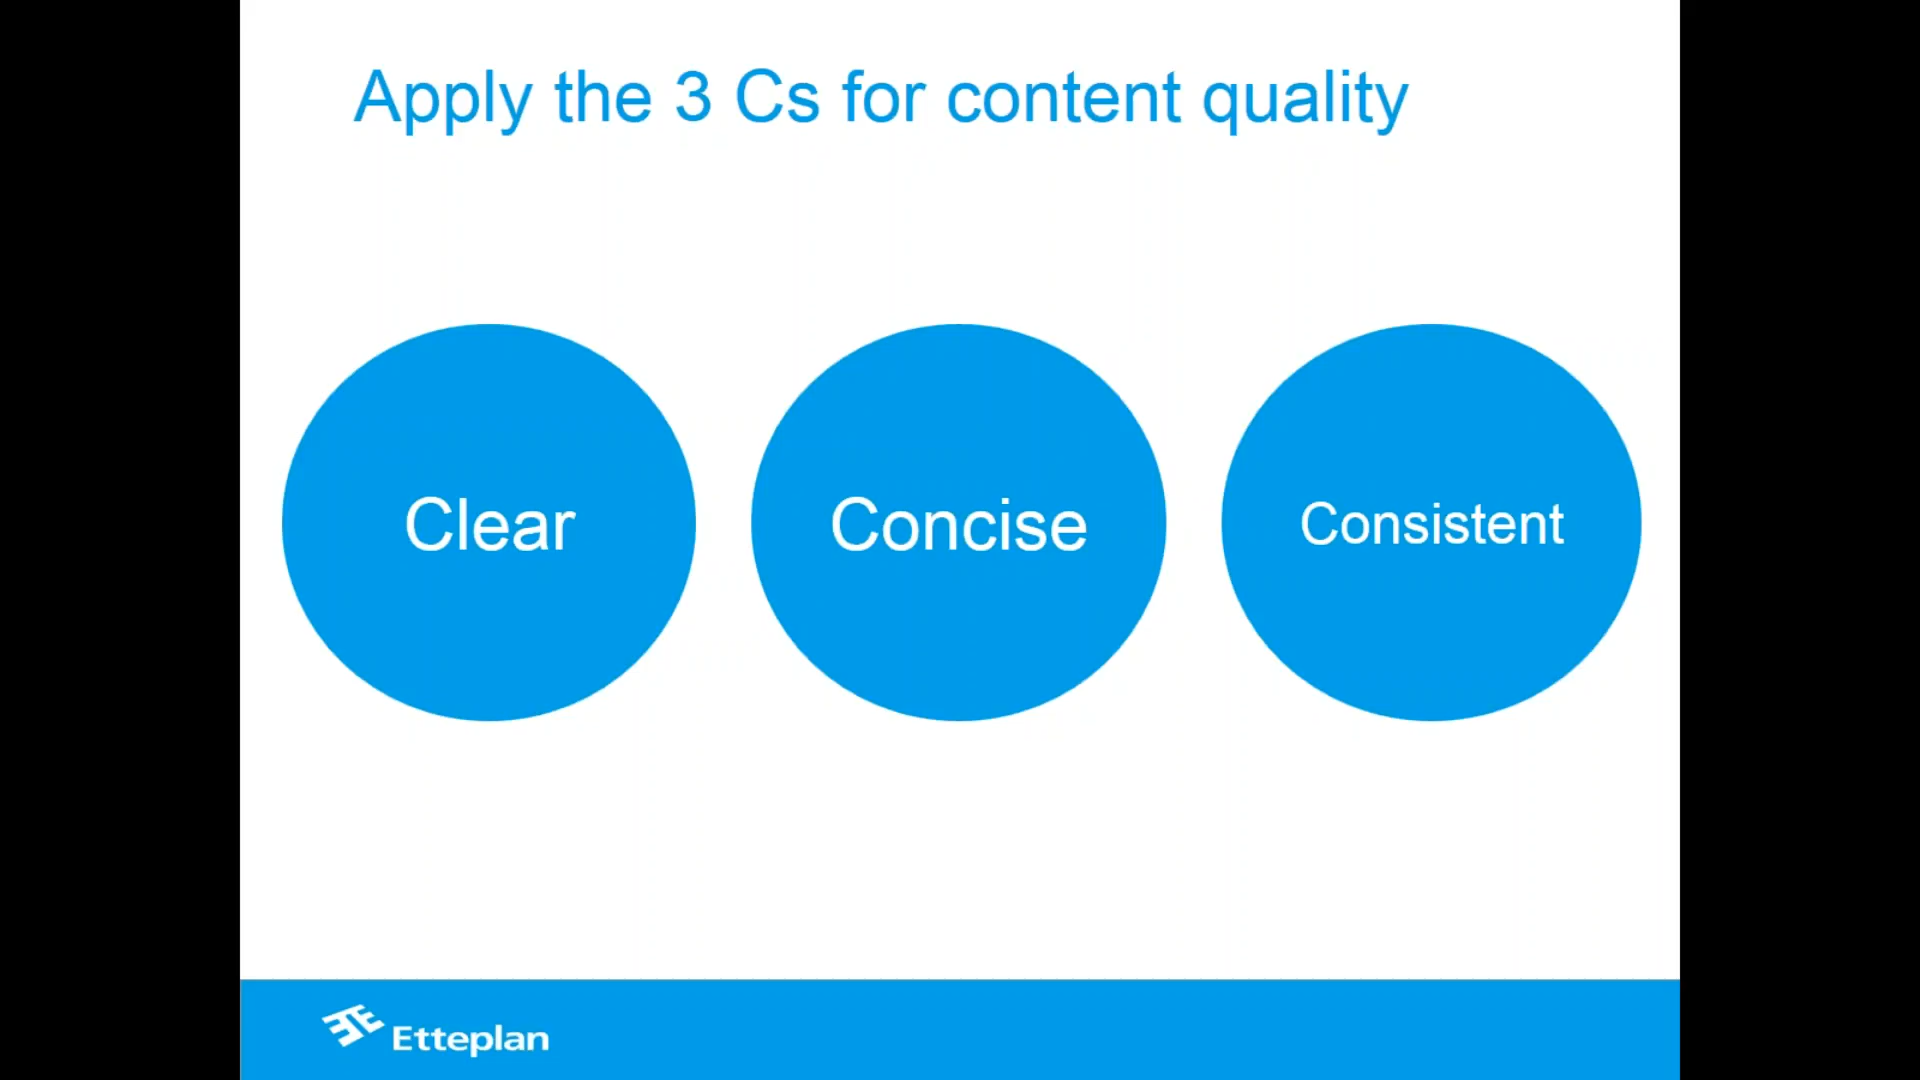 Apply the 3 Cs for content quality
Clear
Concise
Consistent
Etteplan